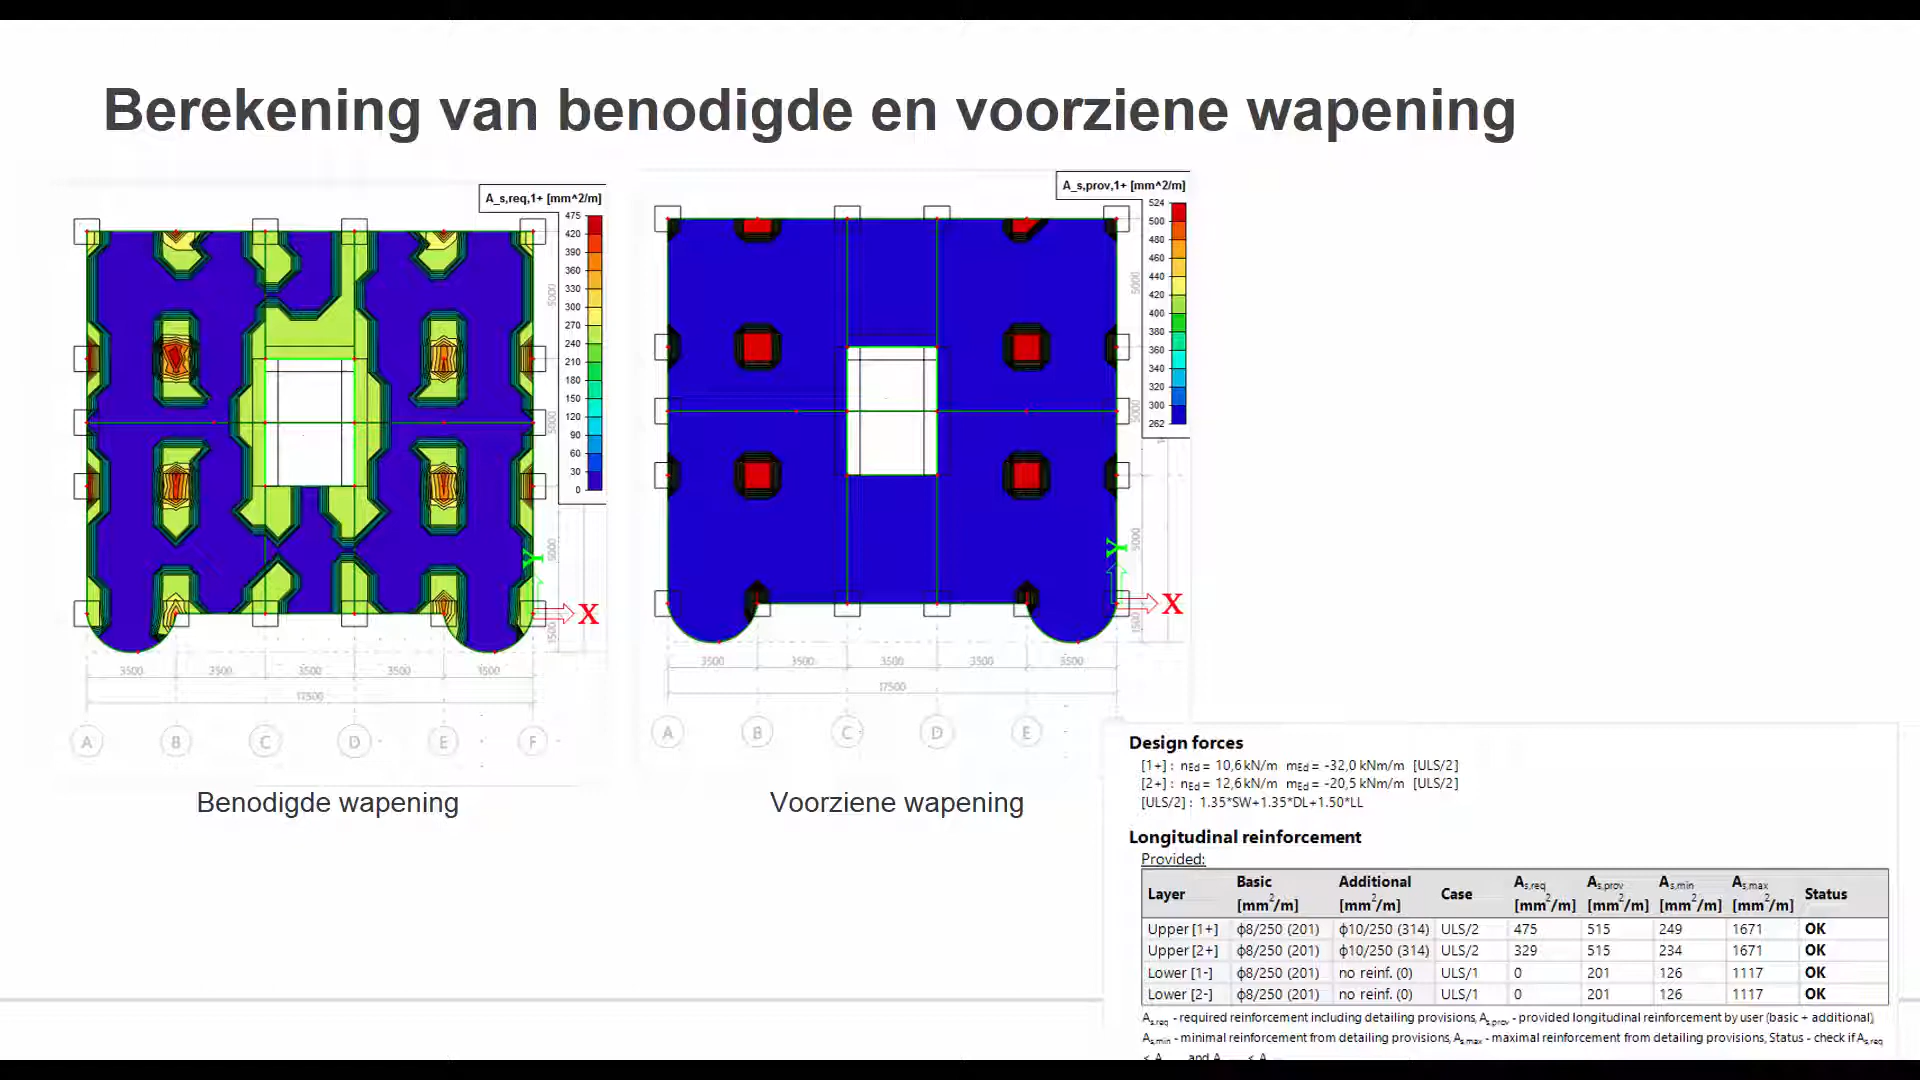 Berekening van benodigde en voorziene wapening
A_s,req,1+ [mm^2/m]
475
420
390
360
330
300
270
240
210
180
150
120
90
60
30
0
5000
5000
5000
1500
Y
X
3500 3500 3500 3500
17500
A B C D E F
Benodigde wapening
A_s,prov,1+ [mm^2/m]
524
500
480
460
440
420
400
380
360
340
320
300
262
5000
5000
5000
1500
Y
X
3500 3500 3500 3500 3500
17500
A B C D E
Voorziene wapening
Design forces
[1+] : nEd = 10,6 kN/m mEd = -32,0 kNm/m [ULS/2]
[2+] : nEd = 12,6 kN/m mEd = -20,5 kNm/m [ULS/2]
[ULS/2] : 1.35*SW+1.35*DL+1.50*LL
Longitudinal reinforcement
Provided:
Layer Basic [mm²/m] Additional [mm²/m] Case As,req [mm²/m] As,prov [mm²/m] As,min [mm²/m] As,max [mm²/m] Status
Upper [1+] ϕ8/250 (201) ϕ10/250 (314) ULS/2 475 515 249 1671 OK
Upper [2+] ϕ8/250 (201) ϕ10/250 (314) ULS/2 329 515 234 1671 OK
Lower [1-] ϕ8/250 (201) no reinf. (0) ULS/1 0 201 126 1117 OK
Lower [2-] ϕ8/250 (201) no reinf. (0) ULS/1 0 201 126 1117 OK
As,req - required reinforcement including detailing provisions, As,prov - provided longitudinal reinforcement by user (basic + additional),
As,min - minimal reinforcement from detailing provisions, As,max - maximal reinforcement from detailing provisions, Status - check if As,req
< A and A < A